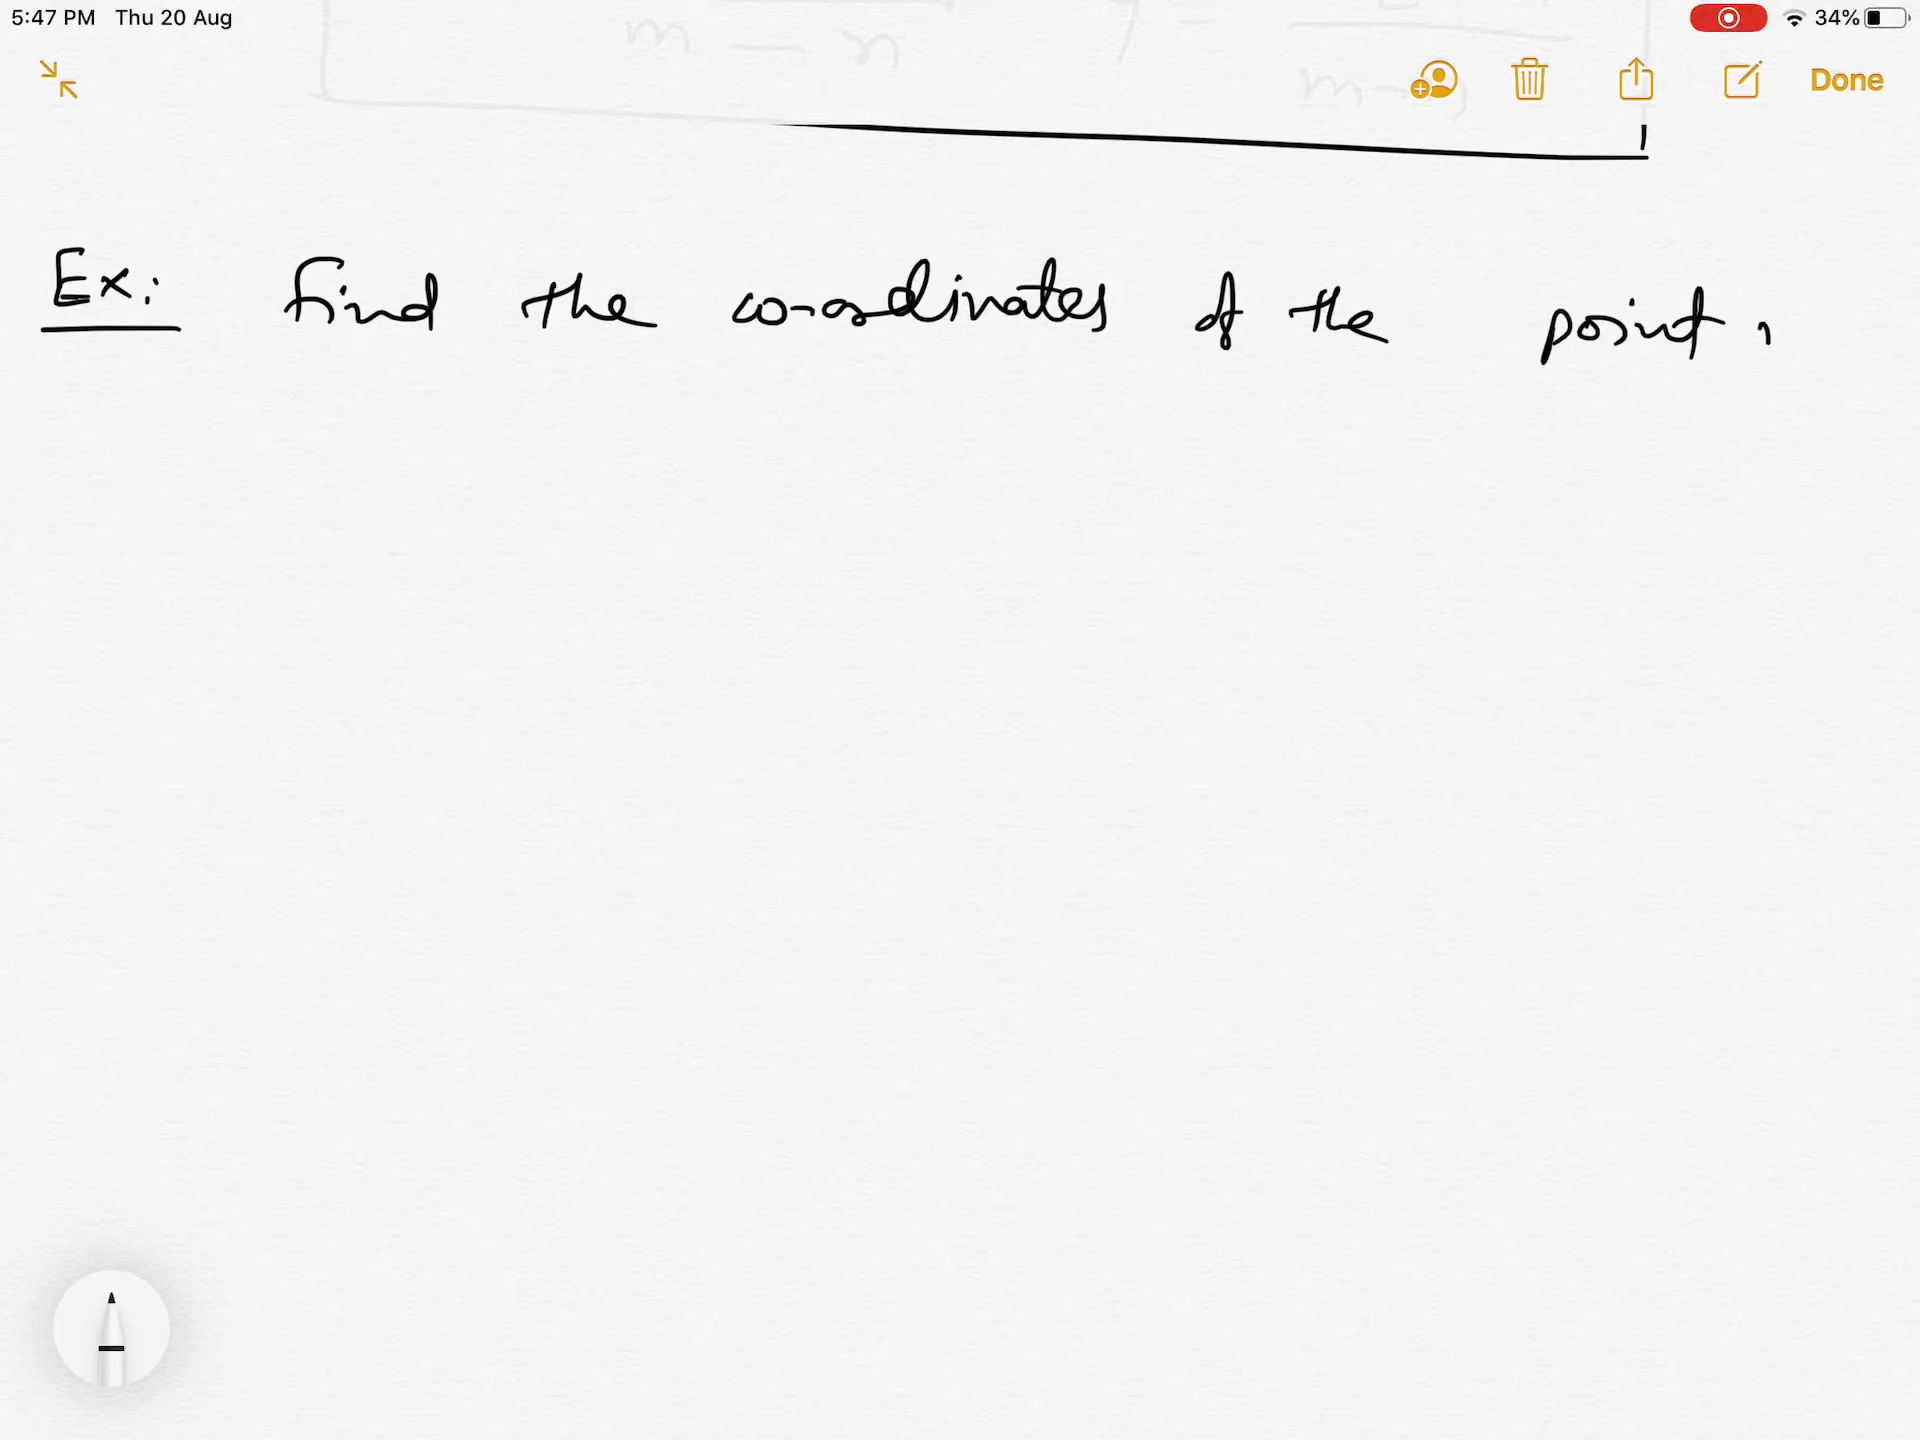 5:47 PM Thu 20 Aug
34%
m - n
m-n
Done
Ex: find the co-ordinates of the point,